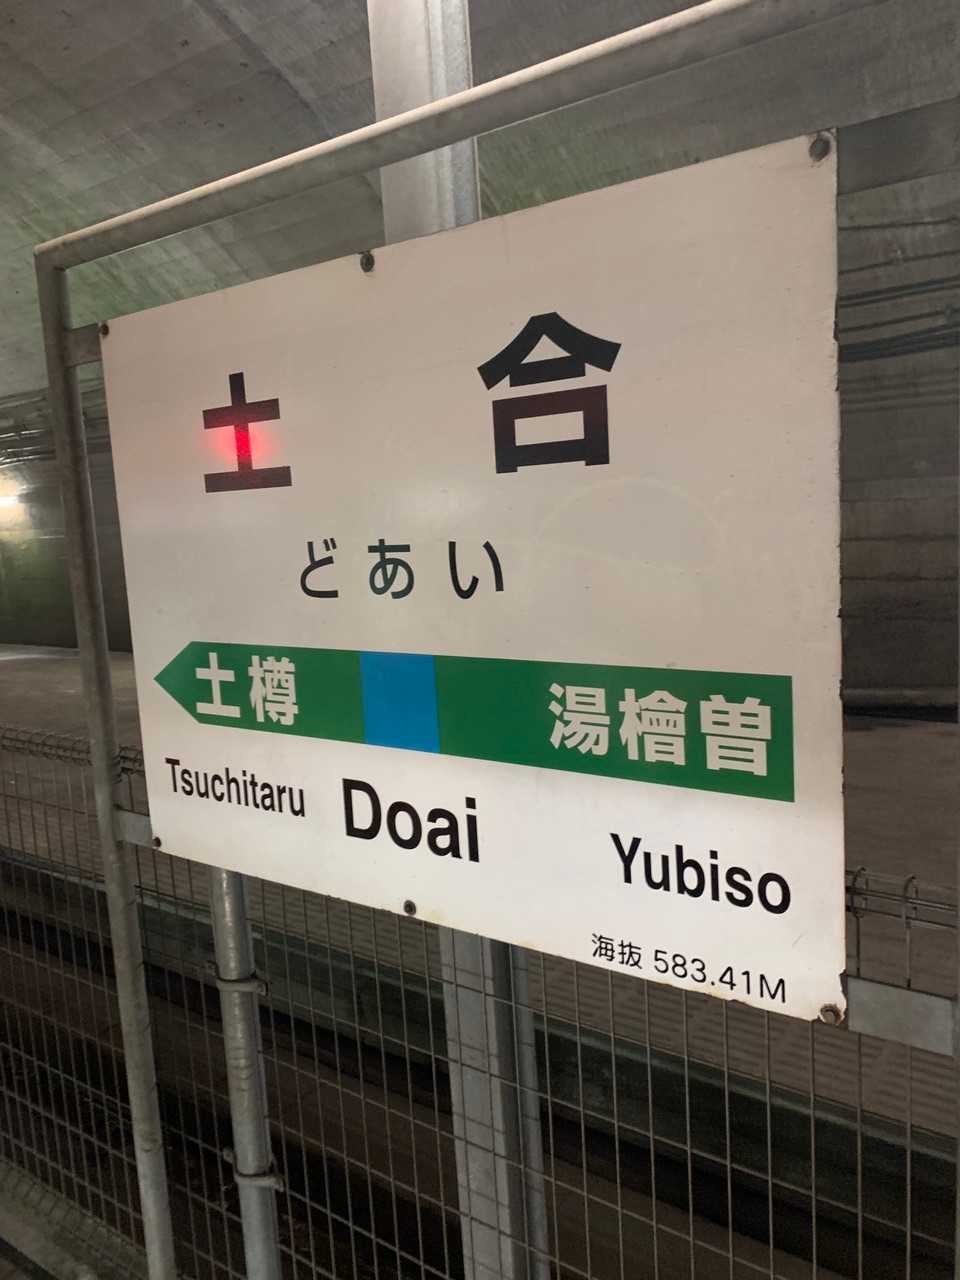 土合
どあい
土樽 湯檜曽
Tsuchitaru Doai Yubiso
海抜 583.41M